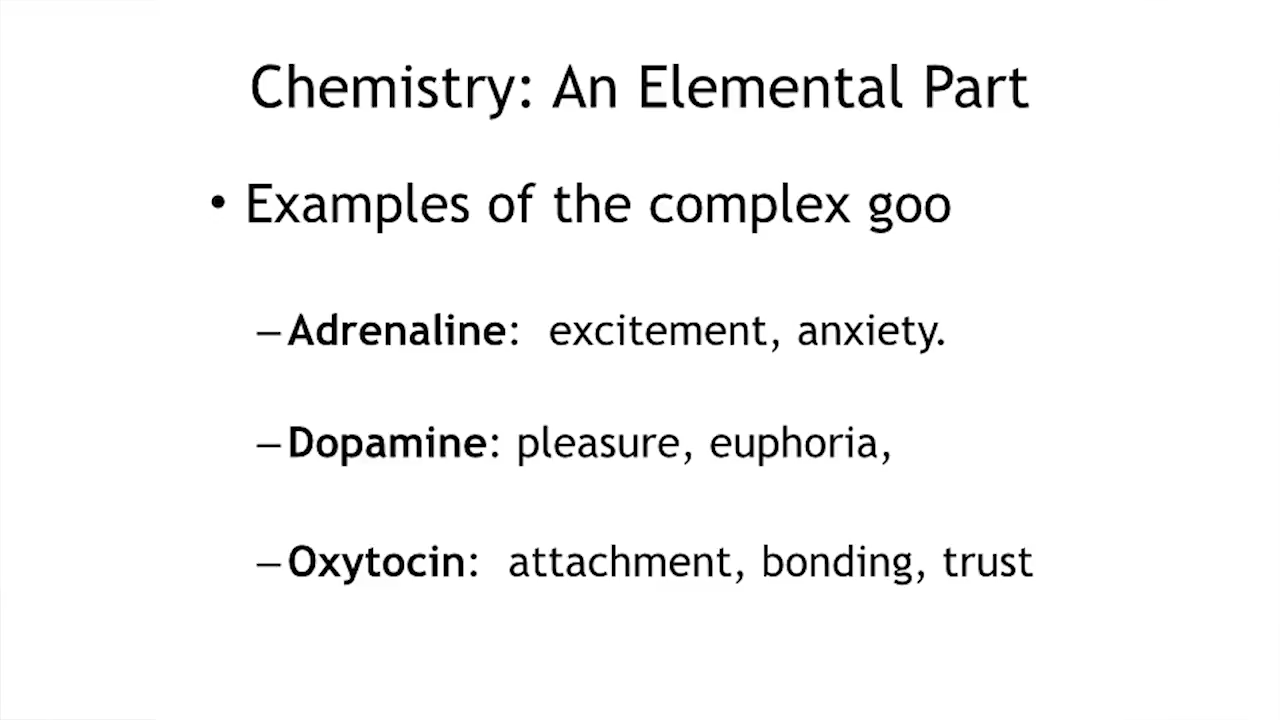 Chemistry: An Elemental Part
• Examples of the complex goo
–Adrenaline:  excitement, anxiety.
–Dopamine: pleasure, euphoria,
–Oxytocin:  attachment, bonding, trust